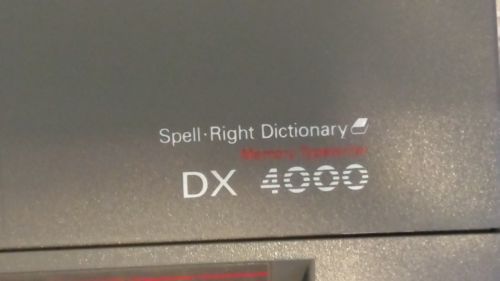 Spell·Right Dictionary
Memory Typewriter
DX 4000